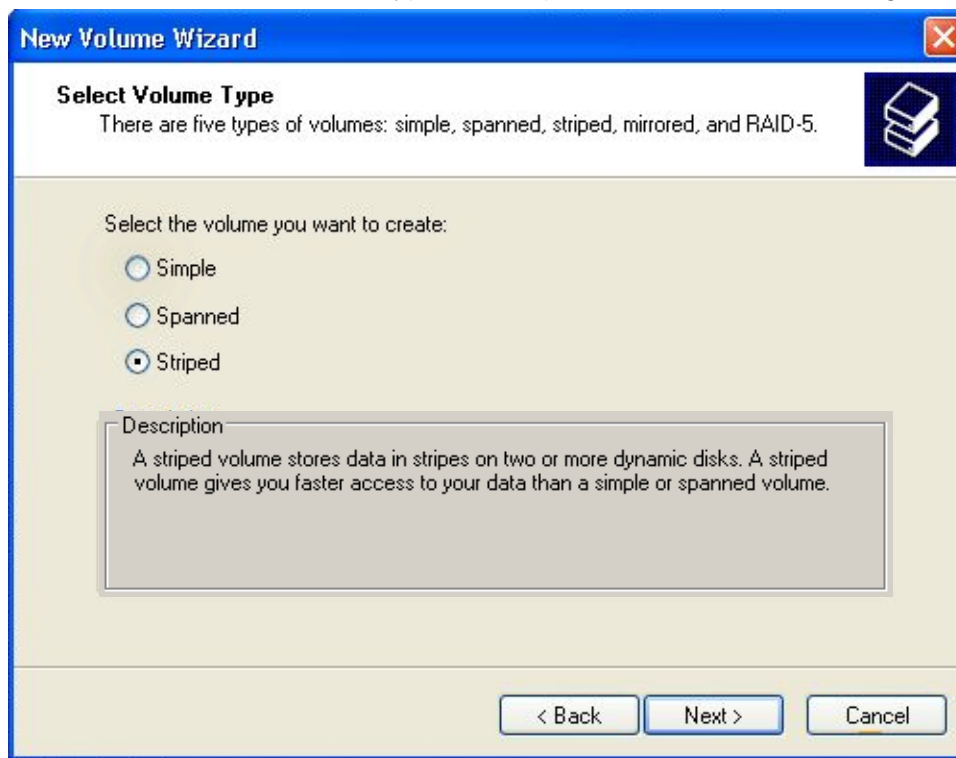 New Volume Wizard
Select Volume Type
There are five types of volumes: simple, spanned, striped, mirrored, and RAID-5.
Select the volume you want to create:
Simple
Spanned
Striped
Description
A striped volume stores data in stripes on two or more dynamic disks. A striped
volume gives you faster access to your data than a simple or spanned volume.
< Back
Next >
Cancel